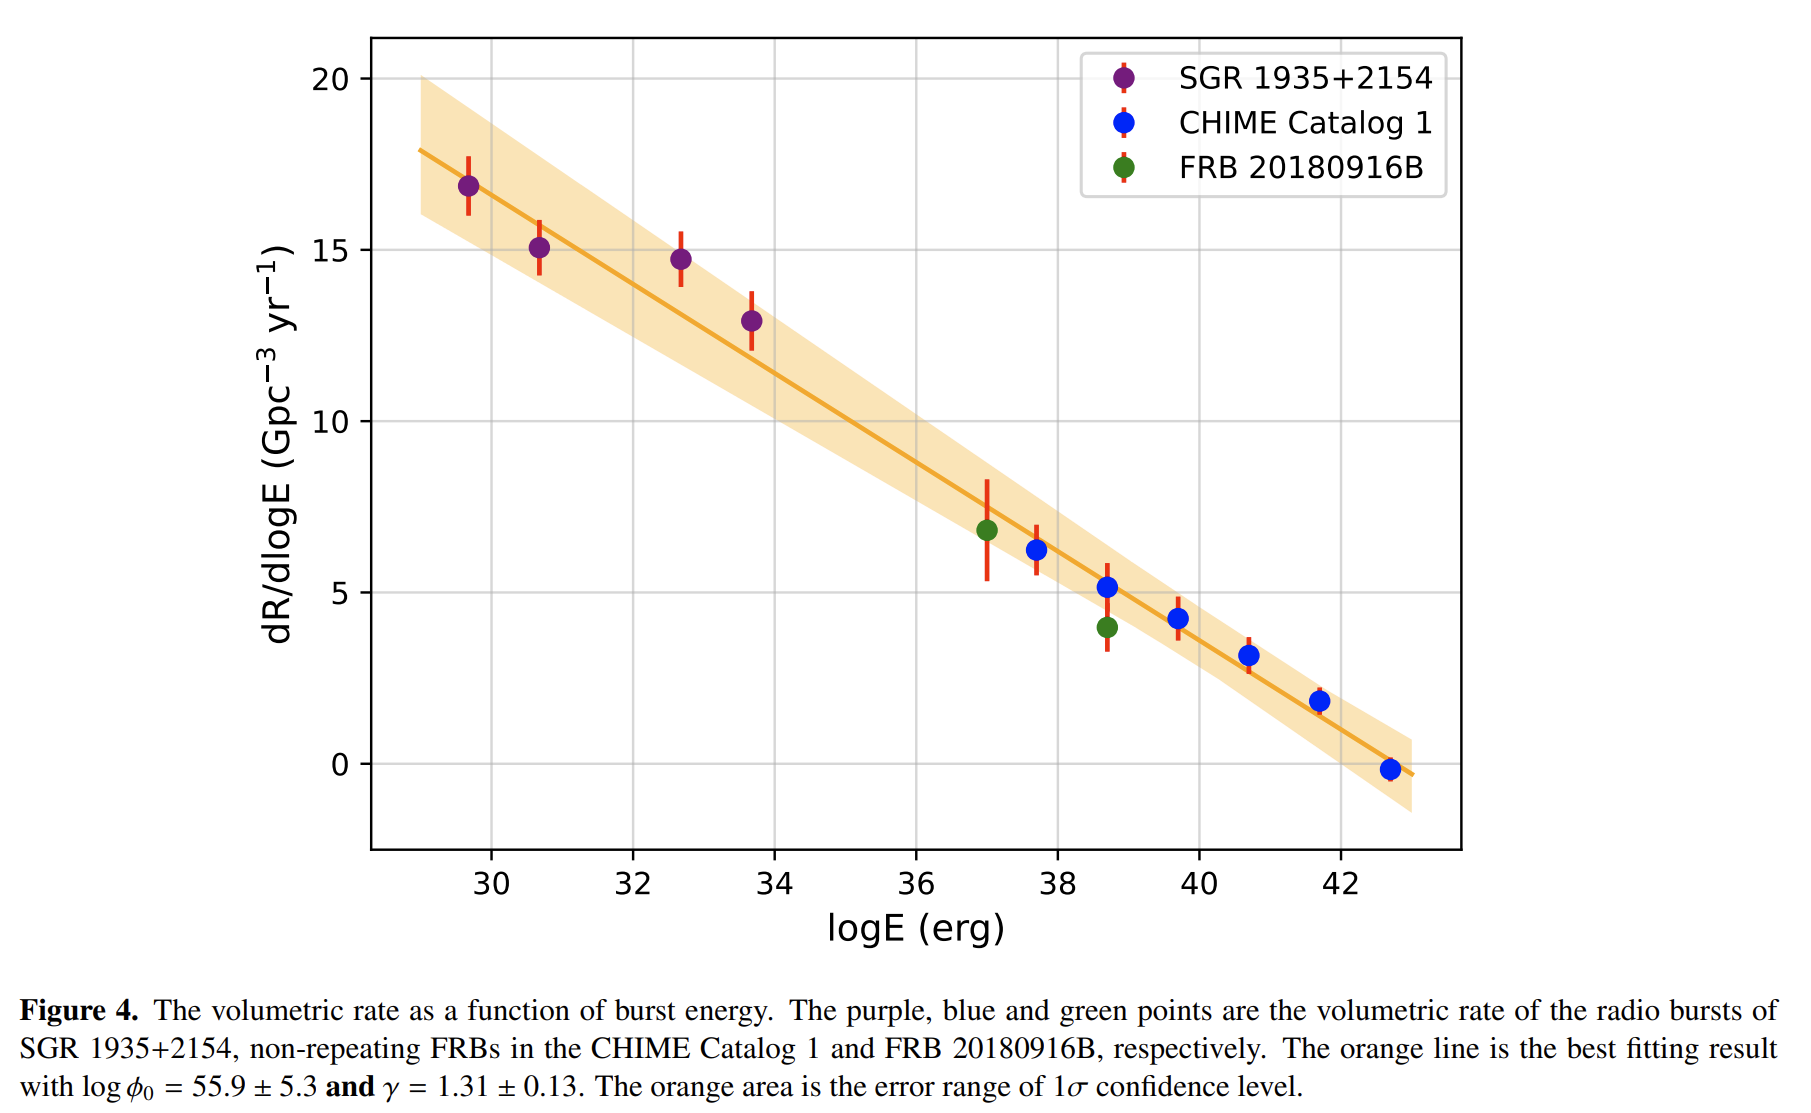 20
15
10
5
0
dR/dlogE (Gpc⁻³ yr⁻¹)
SGR 1935+2154
CHIME Catalog 1
FRB 20180916B
30 32 34 36 38 40 42
logE (erg)
Figure 4. The volumetric rate as a function of burst energy. The purple, blue and green points are the volumetric rate of the radio bursts of
SGR 1935+2154, non-repeating FRBs in the CHIME Catalog 1 and FRB 20180916B, respectively. The orange line is the best fitting result
with log ϕ₀ = 55.9 ± 5.3 and γ = 1.31 ± 0.13. The orange area is the error range of 1σ confidence level.